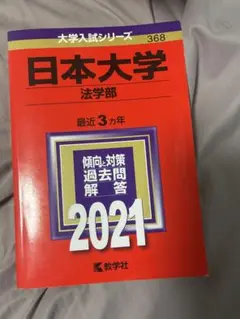 大学入試シリーズ
368
日本大学
法学部
最近3カ年
傾向と対策
過去問
解答
2021
教学社